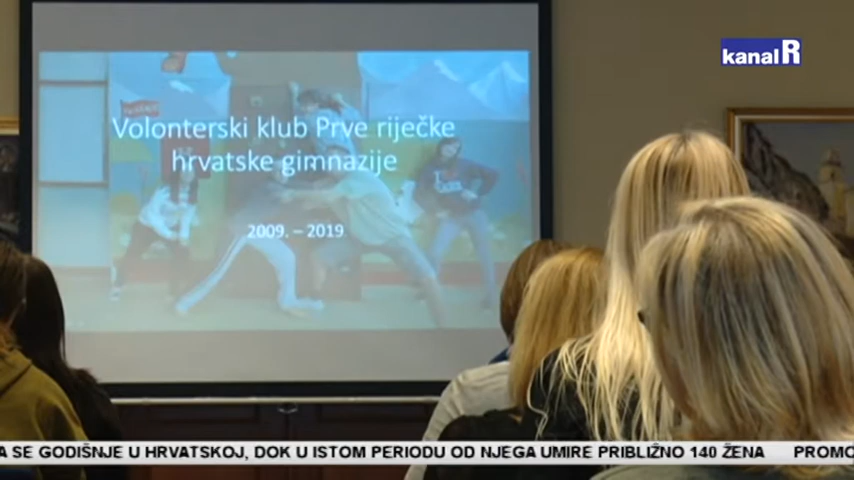 kanal R
Volonterski klub Prve riječke
hrvatske gimnazije
2009. – 2019
A SE GODIŠNJE U HRVATSKOJ, DOK U ISTOM PERIODU OD NJEGA UMIRE PRIBLIŽNO 140 ŽENA PROMO